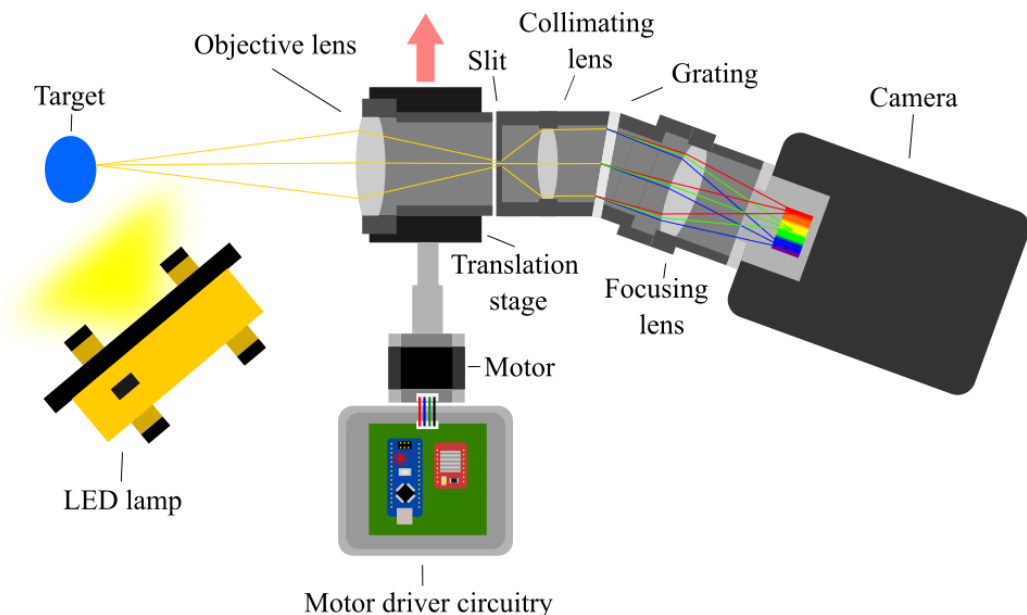 Target
Objective lens
Slit
Collimating
lens
Grating
Camera
Translation
stage
Focusing
lens
Motor
LED lamp
Motor driver circuitry